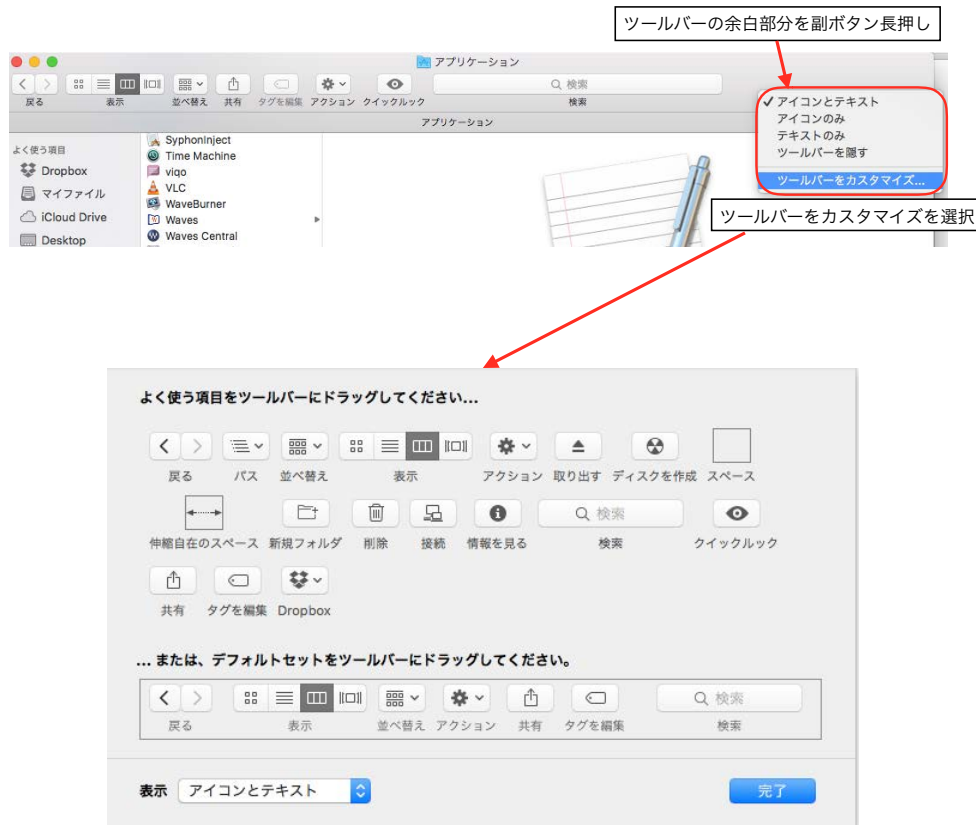 ツールバーの余白部分を副ボタン長押し
アプリケーション
検索
戻る 表示 並べ替え 共有 タグを編集 アクション クイックルック 検索
アプリケーション
✓ アイコンとテキスト
アイコンのみ
テキストのみ
ツールバーを隠す
ツールバーをカスタマイズ...
ツールバーをカスタマイズを選択
よく使う項目
Dropbox
マイファイル
iCloud Drive
Desktop
SyphonInject
Time Machine
viqo
VLC
WaveBurner
Waves
Waves Central
よく使う項目をツールバーにドラッグしてください...
戻る パス 並べ替え 表示 アクション 取り出す ディスクを作成 スペース
検索
伸縮自在のスペース 新規フォルダ 削除 接続 情報を見る 検索 クイックルック
共有 タグを編集 Dropbox
... または、デフォルトセットをツールバーにドラッグしてください。
検索
戻る 表示 並べ替え アクション 共有 タグを編集 検索
表示 アイコンとテキスト 完了